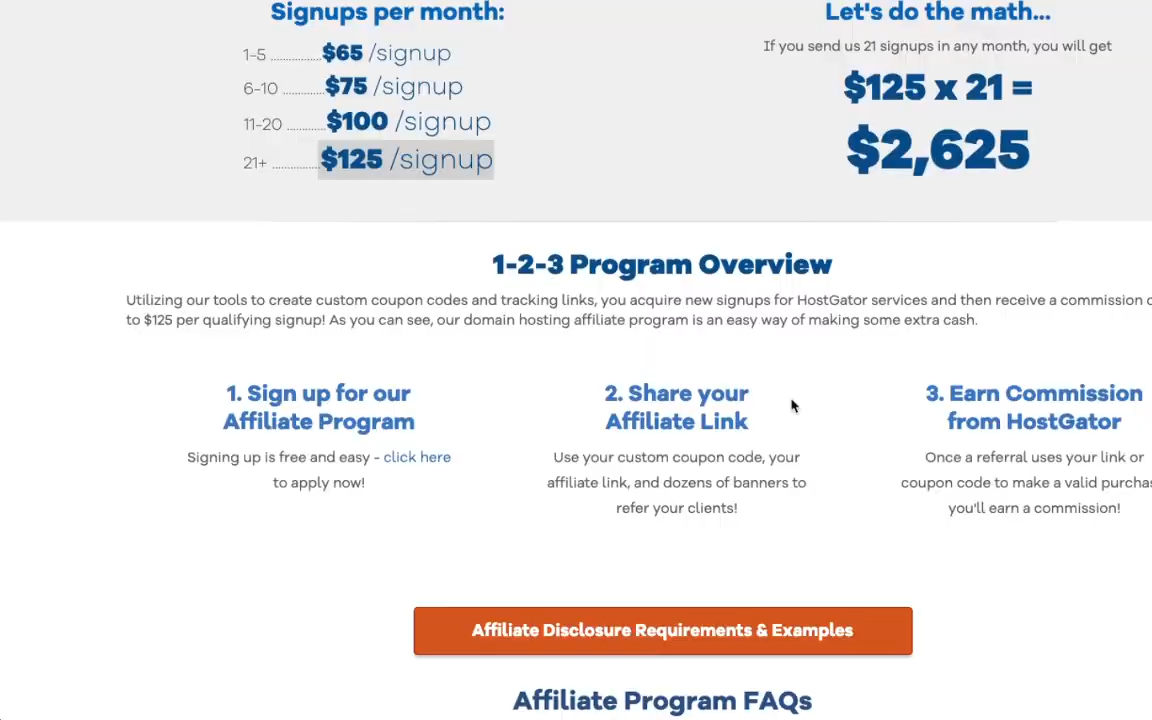 Signups per month:
1-5 ..............$65 /signup
6-10 ............$75 /signup
11-20 ...........$100 /signup
21+ ..............$125 /signup
Let's do the math...
If you send us 21 signups in any month, you will get
$125 x 21 =
$2,625
1-2-3 Program Overview
Utilizing our tools to create custom coupon codes and tracking links, you acquire new signups for HostGator services and then receive a commission
to $125 per qualifying signup! As you can see, our domain hosting affiliate program is an easy way of making some extra cash.
1. Sign up for our
Affiliate Program
Signing up is free and easy - click here
to apply now!
2. Share your
Affiliate Link
Use your custom coupon code, your
affiliate link, and dozens of banners to
refer your clients!
3. Earn Commission
from HostGator
Once a referral uses your link or
coupon code to make a valid purchas
you'll earn a commission!
Affiliate Disclosure Requirements & Examples
Affiliate Program FAQs